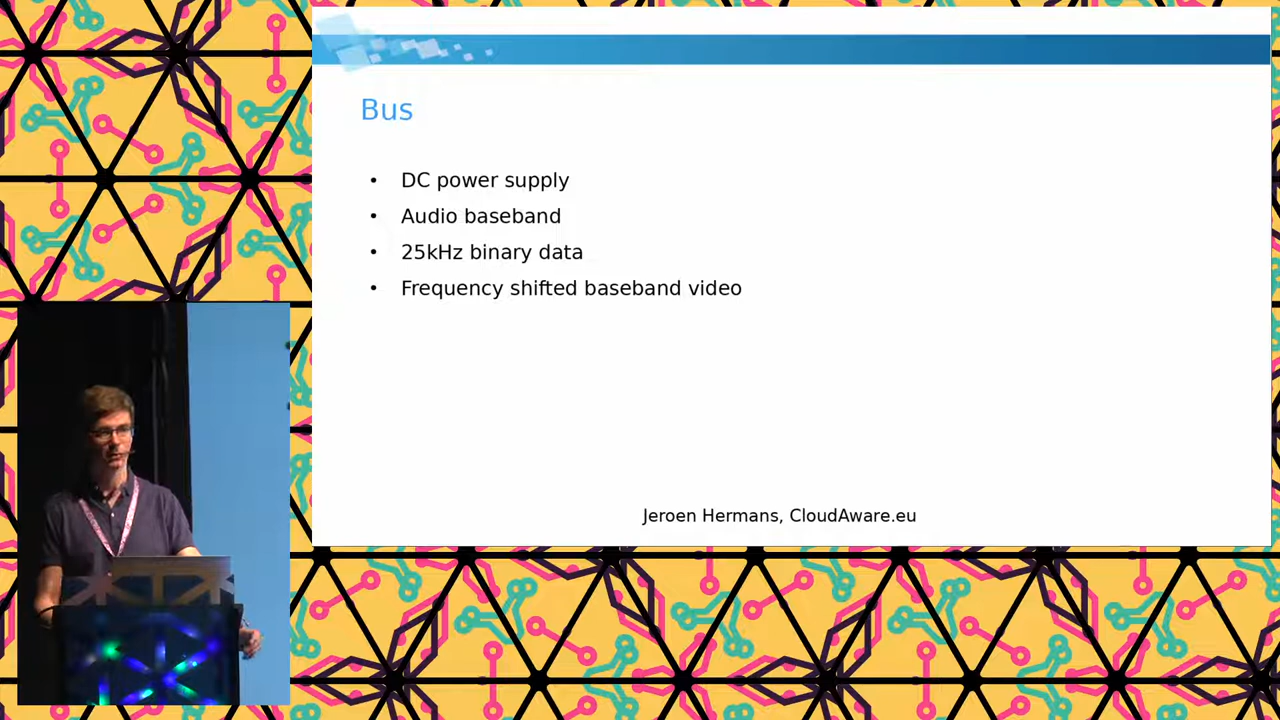 Bus
• DC power supply
• Audio baseband
• 25kHz binary data
• Frequency shifted baseband video
Jeroen Hermans, CloudAware.eu